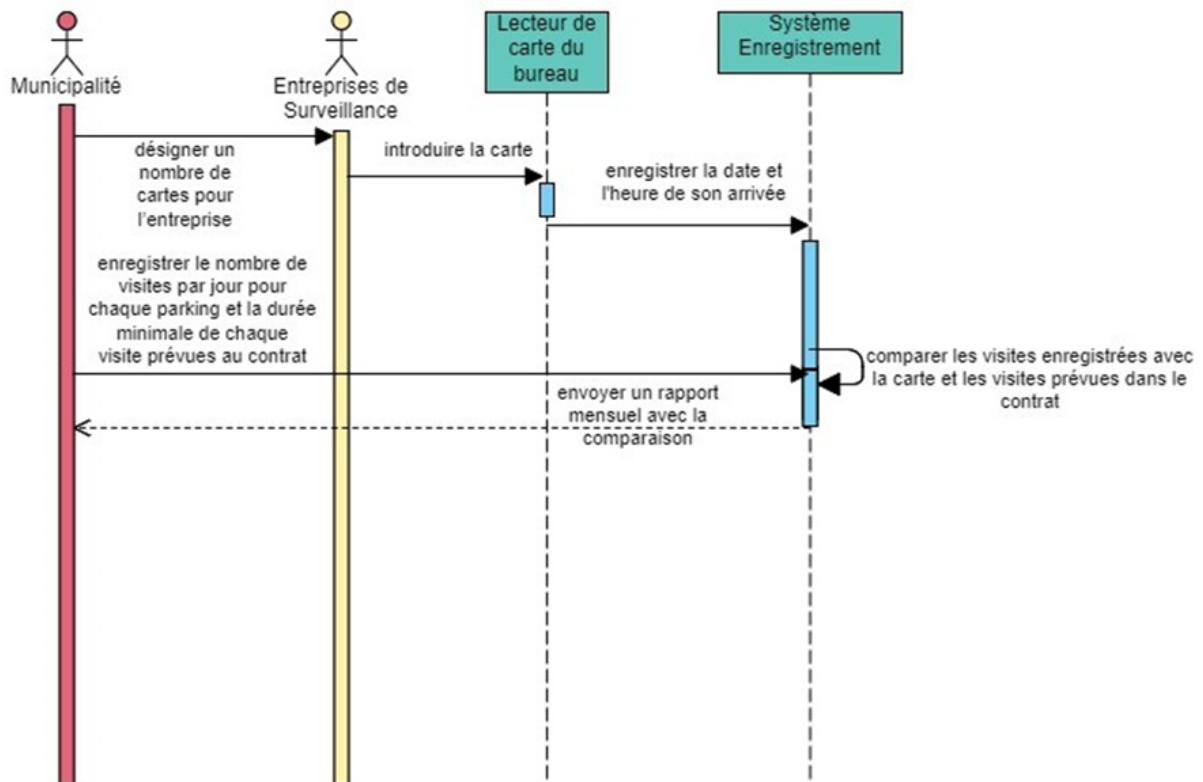 Municipalité
Entreprises de
Surveillance
Lecteur de
carte du
bureau
Système
Enregistrement
désigner un
nombre de
cartes pour
l'entreprise
introduire la carte
enregistrer la date et
l'heure de son arrivée
enregistrer le nombre de
visites par jour pour
chaque parking et la durée
minimale de chaque
visite prévues au contrat
comparer les visites enregistrées avec
la carte et les visites prévues dans le
contrat
envoyer un rapport
mensuel avec la
comparaison